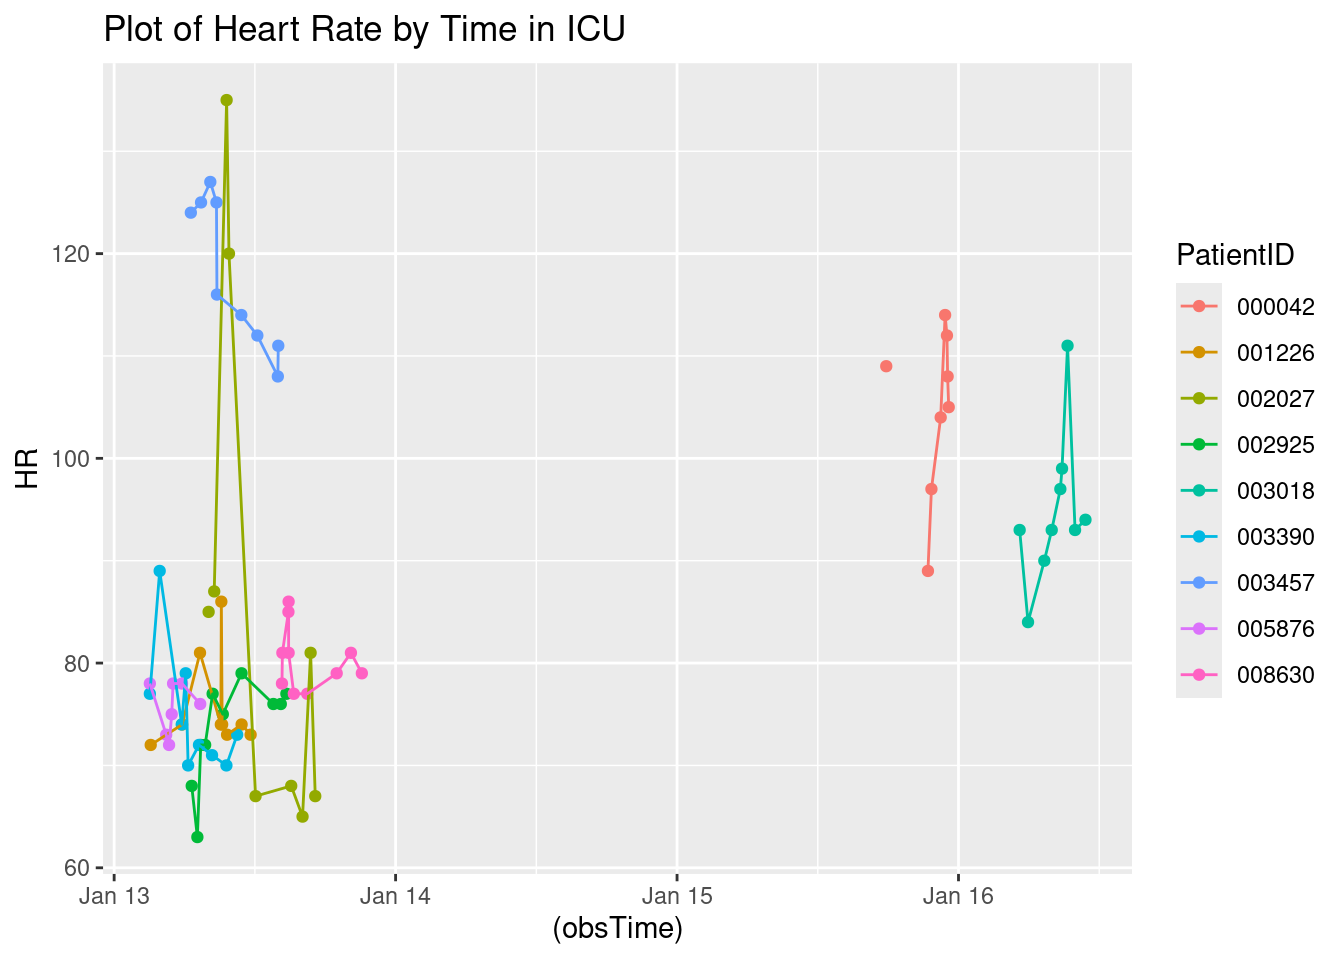 Plot of Heart Rate by Time in ICU
HR
120
100
80
60
Jan 13
Jan 14
Jan 15
Jan 16
(obsTime)
PatientID
000042
001226
002027
002925
003018
003390
003457
005876
008630